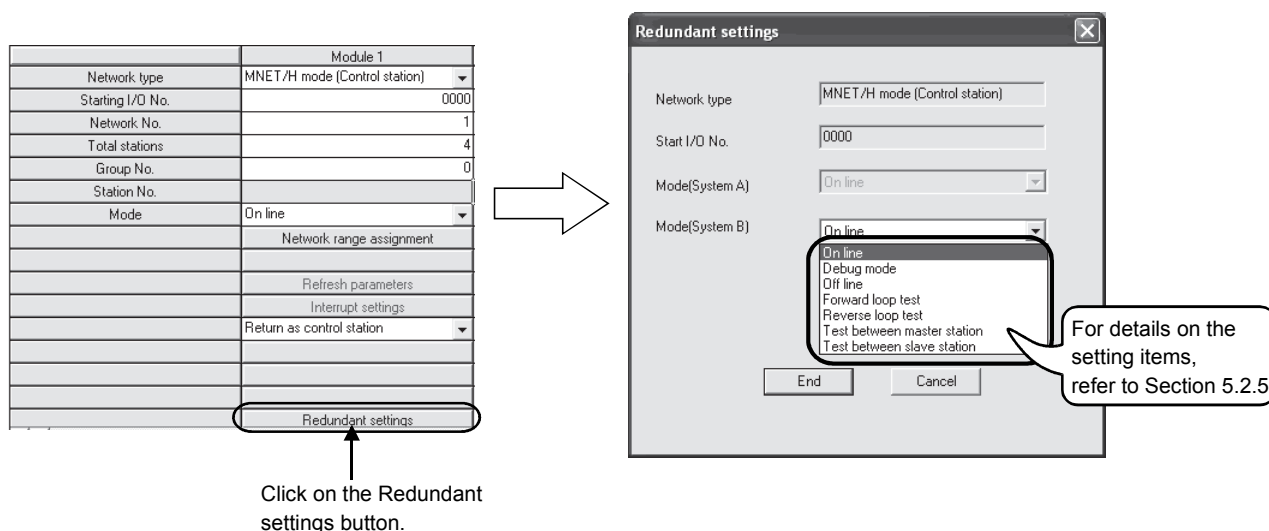 Module 1
Network type MNET/H mode (Control station)
Starting I/O No. 0000
Network No. 1
Total stations 4
Group No. 0
Station No.
Mode On line
Network range assignment
Refresh parameters
Interrupt settings
Return as control station
Redundant settings
Click on the Redundant
settings button.
Redundant settings
Network type MNET/H mode (Control station)
Start I/O No. 0000
Mode(System A) On line
Mode(System B) On line
On line
Debug mode
Off line
Forward loop test
Reverse loop test
Test between master station
Test between slave station
End Cancel
For details on the
setting items,
refer to Section 5.2.5